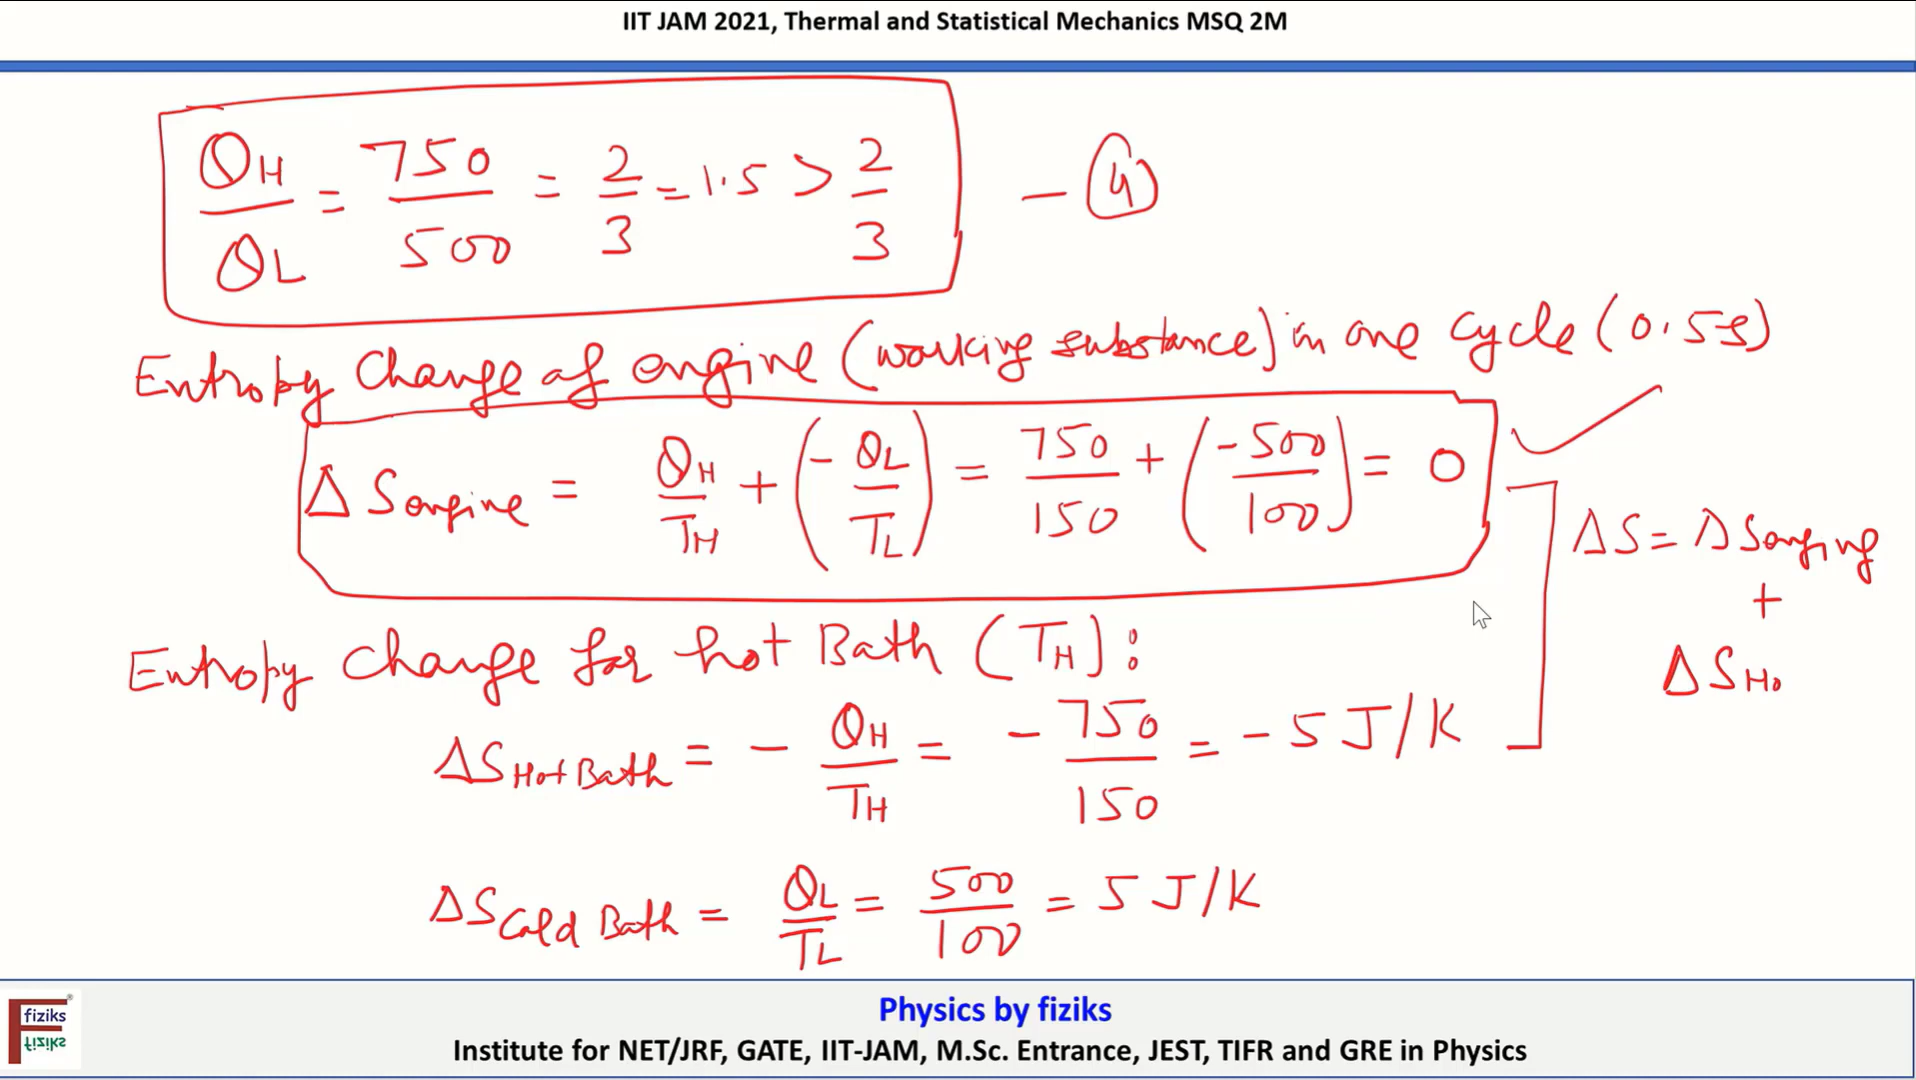 IIT JAM 2021, Thermal and Statistical Mechanics MSQ 2M
QH/QL = 750/500 = 2/3 = 1.5 > 2/3 — (4)
Entropy Change of engine (working substance) in one cycle (0.5s)
ΔSengine = QH/TH + (- QL/TL) = 750/150 + (-500/100) = 0
ΔS = ΔSenging
+
ΔSHo
Entropy change for hot Bath (TH):
ΔSHot Bath = - QH/TH = - 750/150 = - 5 J/K
ΔSCold Bath = QL/TL = 500/100 = 5 J/K
fiziks
fiziks
Physics by fiziks
Institute for NET/JRF, GATE, IIT-JAM, M.Sc. Entrance, JEST, TIFR and GRE in Physics